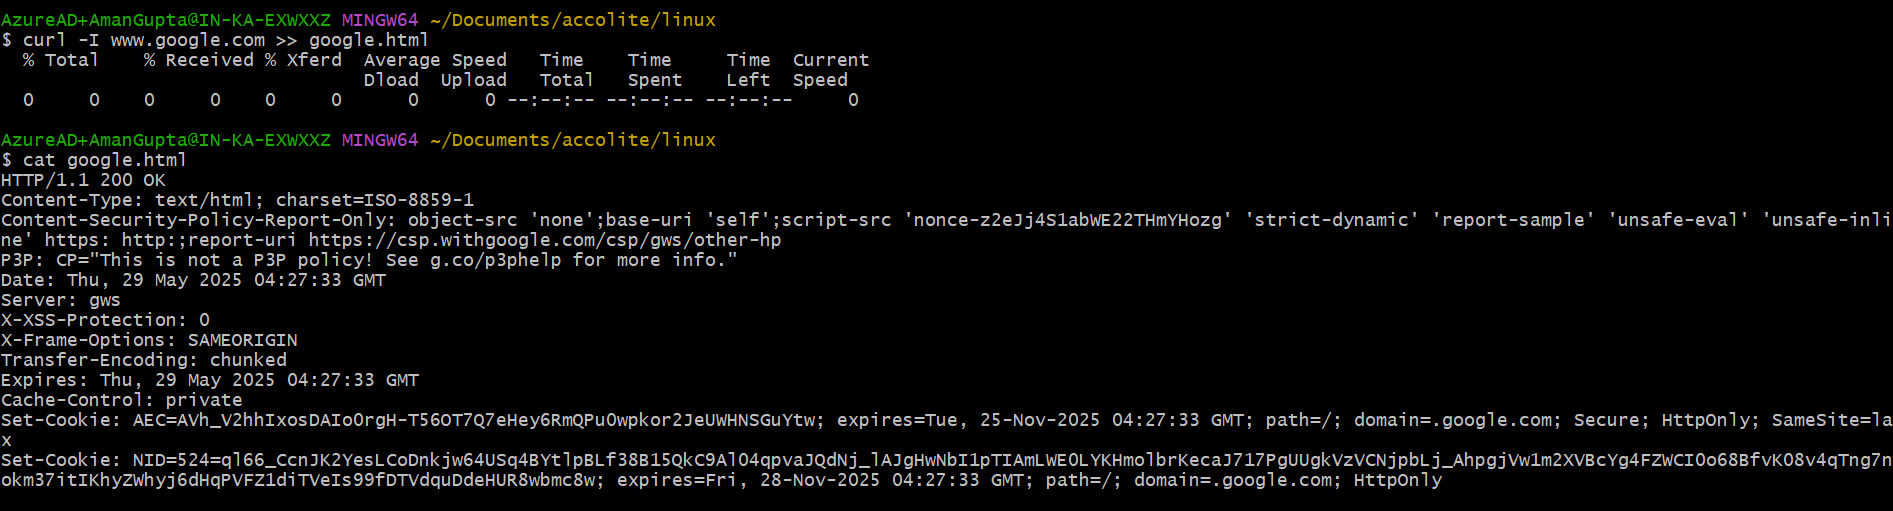 AzureAD+AmanGupta@IN-KA-EXWXXZ MINGW64 ~/Documents/accolite/linux
$ curl -I www.google.com >> google.html
  % Total    % Received % Xferd  Average Speed   Time    Time     Time  Current
                                 Dload  Upload   Total   Spent    Left  Speed
  0     0    0     0    0     0      0      0 --:--:-- --:--:-- --:--:--     0
AzureAD+AmanGupta@IN-KA-EXWXXZ MINGW64 ~/Documents/accolite/linux
$ cat google.html
HTTP/1.1 200 OK
Content-Type: text/html; charset=ISO-8859-1
Content-Security-Policy-Report-Only: object-src 'none';base-uri 'self';script-src 'nonce-z2eJj4S1abWE22THmYHozg' 'strict-dynamic' 'report-sample' 'unsafe-eval' 'unsafe-inli
ne' https: http:;report-uri https://csp.withgoogle.com/csp/gws/other-hp
P3P: CP="This is not a P3P policy! See g.co/p3phelp for more info."
Date: Thu, 29 May 2025 04:27:33 GMT
Server: gws
X-XSS-Protection: 0
X-Frame-Options: SAMEORIGIN
Transfer-Encoding: chunked
Expires: Thu, 29 May 2025 04:27:33 GMT
Cache-Control: private
Set-Cookie: AEC=AVh_V2hhIxosDAIo0rgH-T56OT7Q7eHey6RmQPu0wpkor2JeUWHNSGuYtw; expires=Tue, 25-Nov-2025 04:27:33 GMT; path=/; domain=.google.com; Secure; HttpOnly; SameSite=la
x
Set-Cookie: NID=524=ql66_CcnJK2YesLCoDnkjw64USq4BYtlpBLf38B15QkC9Al04qpvaJQdNj_lAJgHwNbI1pTIAmLWE0LYKHmolbrKecaJ717PgUUgkVzVCNjpbLj_AhpgjVw1m2XVBcYg4FZWCI0o68BfvK08v4qTng7n
okm37itIKhyZWhyj6dHqPVFZ1diTVeIs99fDTVdquDdeHUR8wbmc8w; expires=Fri, 28-Nov-2025 04:27:33 GMT; path=/; domain=.google.com; HttpOnly